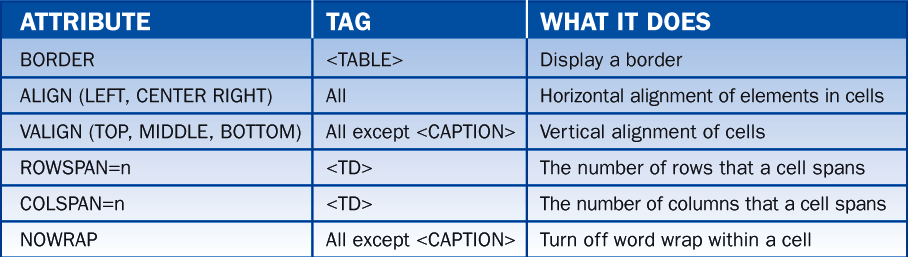 ATTRIBUTE TAG WHAT IT DOES
BORDER <TABLE> Display a border
ALIGN (LEFT, CENTER RIGHT) All Horizontal alignment of elements in cells
VALIGN (TOP, MIDDLE, BOTTOM) All except <CAPTION> Vertical alignment of cells
ROWSPAN=n <TD> The number of rows that a cell spans
COLSPAN=n <TD> The number of columns that a cell spans
NOWRAP All except <CAPTION> Turn off word wrap within a cell